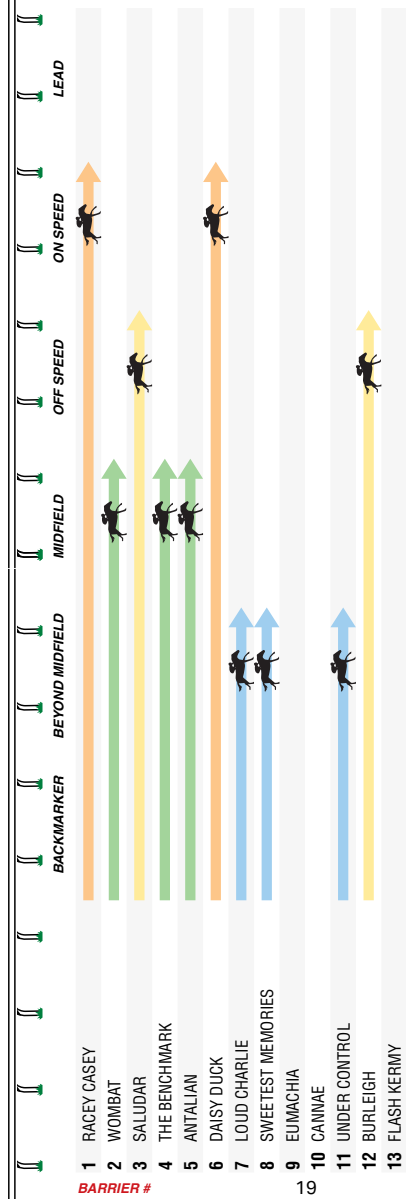 BACKMARKER BEYOND MIDFIELD MIDFIELD OFF SPEED ON SPEED LEAD
1 RACEY CASEY
2 WOMBAT
3 SALUDAR
4 THE BENCHMARK
5 ANTALIAN
6 DAISY DUCK
7 LOUD CHARLIE
8 SWEETEST MEMORIES
9 EUMACHIA
10 CANNAE
11 UNDER CONTROL
12 BURLEIGH
13 FLASH KERMY
BARRIER #
19